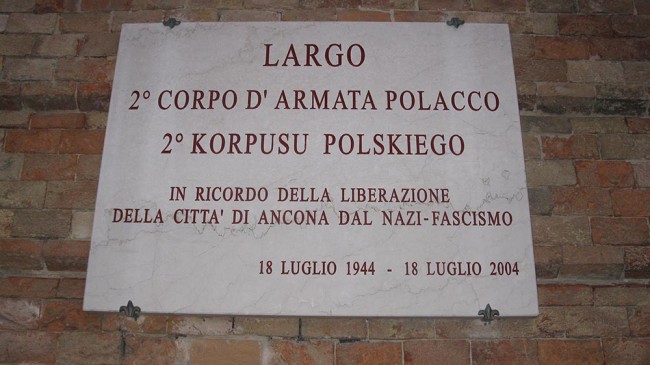 LARGO
2° CORPO D' ARMATA POLACCO
2° KORPUSU POLSKIEGO
IN RICORDO DELLA LIBERAZIONE
DELLA CITTA' DI ANCONA DAL NAZI-FASCISMO
18 LUGLIO 1944 - 18 LUGLIO 2004